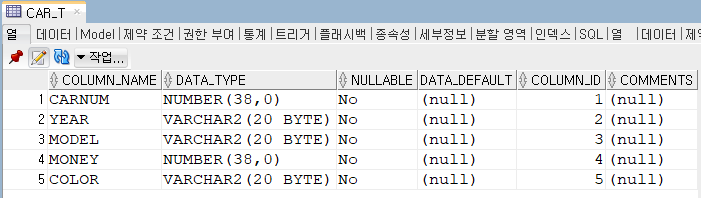 CAR_T
열 데이터 Model 제약 조건 권한 부여 통계 트리거 플래시백 종속성 세부정보 분할 영역 인덱스 SQL 열 데이터 제약
작업...
COLUMN_NAME DATA_TYPE NULLABLE DATA_DEFAULT COLUMN_ID COMMENTS
1 CARNUM NUMBER(38,0) No (null) 1 (null)
2 YEAR VARCHAR2(20 BYTE) No (null) 2 (null)
3 MODEL VARCHAR2(20 BYTE) No (null) 3 (null)
4 MONEY NUMBER(38,0) No (null) 4 (null)
5 COLOR VARCHAR2(20 BYTE) No (null) 5 (null)